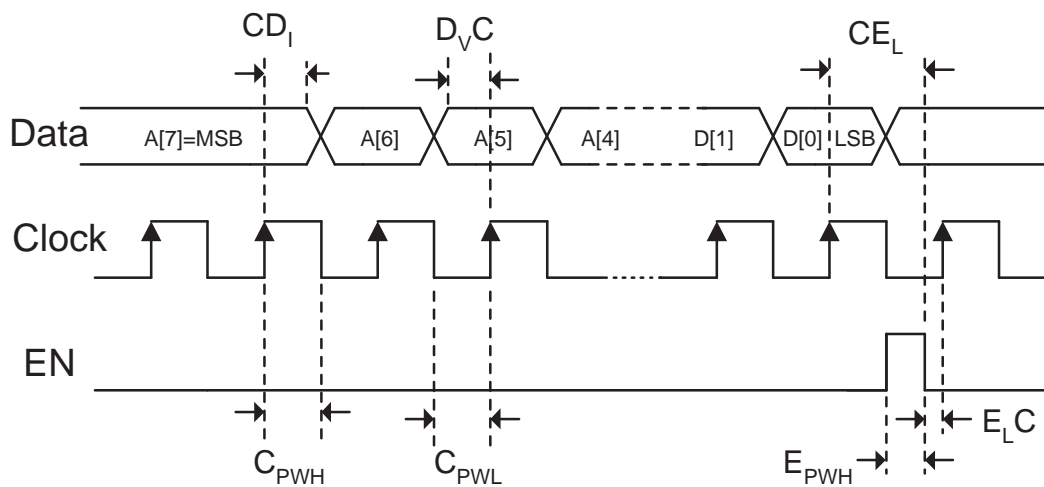 CD_I D_VC CE_L
Data A[7]=MSB A[6] A[5] A[4] D[1] D[0] LSB
Clock
EN
E_LC
C_PWH C_PWL E_PWH